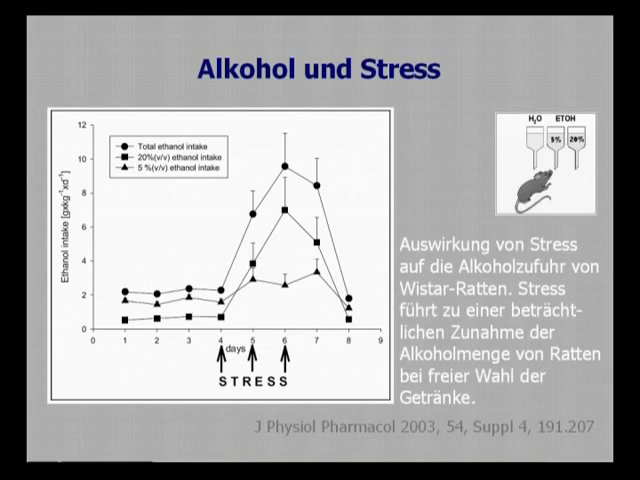 Alkohol und Stress
12
10
8
6
4
2
0
Ethanol intake [gxkg-1.xd-1]
Total ethanol intake
20%(v/v) ethanol intake
5 %(v/v) ethanol intake
0 1 2 3 4 5 6 7 8 9
days
STRESS
H2O ETOH
5% 20%
Auswirkung von Stress
auf die Alkoholzufuhr von
Wistar-Ratten. Stress
führt zu einer beträcht-
lichen Zunahme der
Alkoholmenge von Ratten
bei freier Wahl der
Getränke.
J Physiol Pharmacol 2003, 54, Suppl 4, 191.207